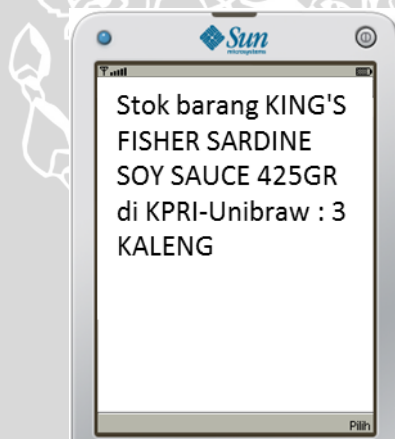 Sun
microsystems
Stok barang KING'S
FISHER SARDINE
SOY SAUCE 425GR
di KPRI-Unibraw : 3
KALENG
Pilih